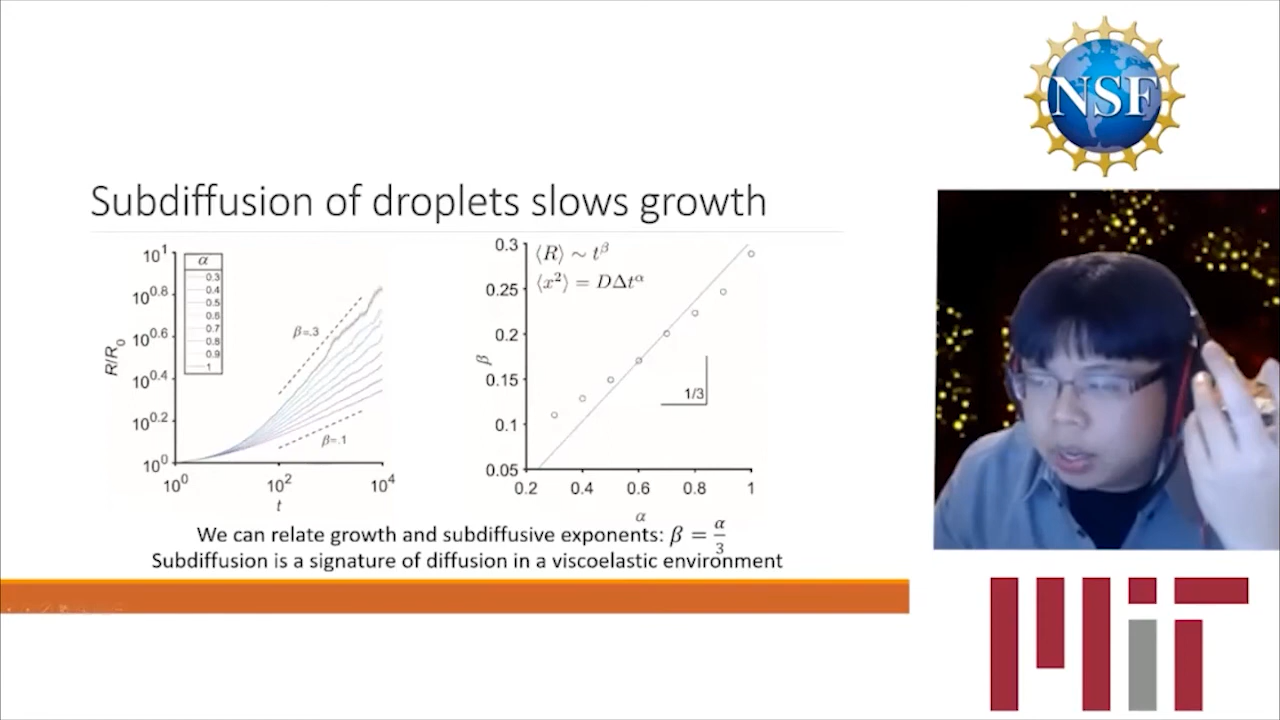 NSF
Subdiffusion of droplets slows growth
10^1
10^0.8
10^0.6
10^0.4
10^0.2
10^0
R/R_0
α
0.3
0.4
0.5
0.6
0.7
0.8
0.9
1
β=.3
β=.1
10^0
10^2
10^4
t
0.3
0.25
0.2
0.15
0.1
0.05
β
⟨R⟩ ∼ t^β
⟨x²⟩ = DΔt^α
1/3
0.2
0.4
0.6
0.8
1
α
We can relate growth and subdiffusive exponents: β = α/3
Subdiffusion is a signature of diffusion in a viscoelastic environment
MIT